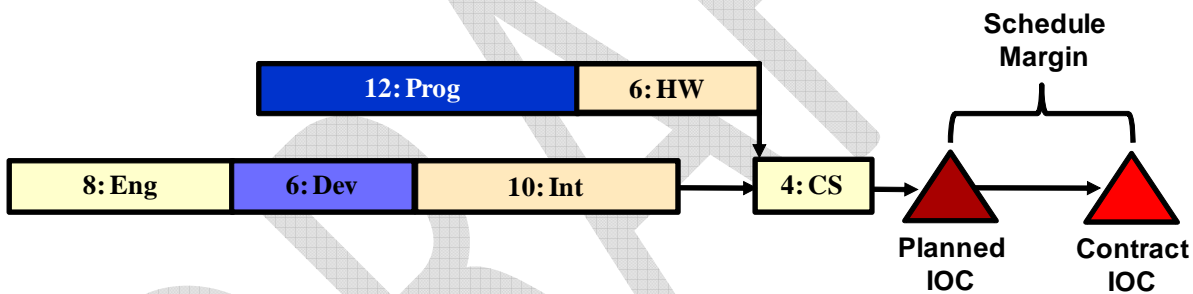 Schedule
Margin
12: Prog
6: HW
8: Eng
6: Dev
10: Int
4: CS
Planned
IOC
Contract
IOC